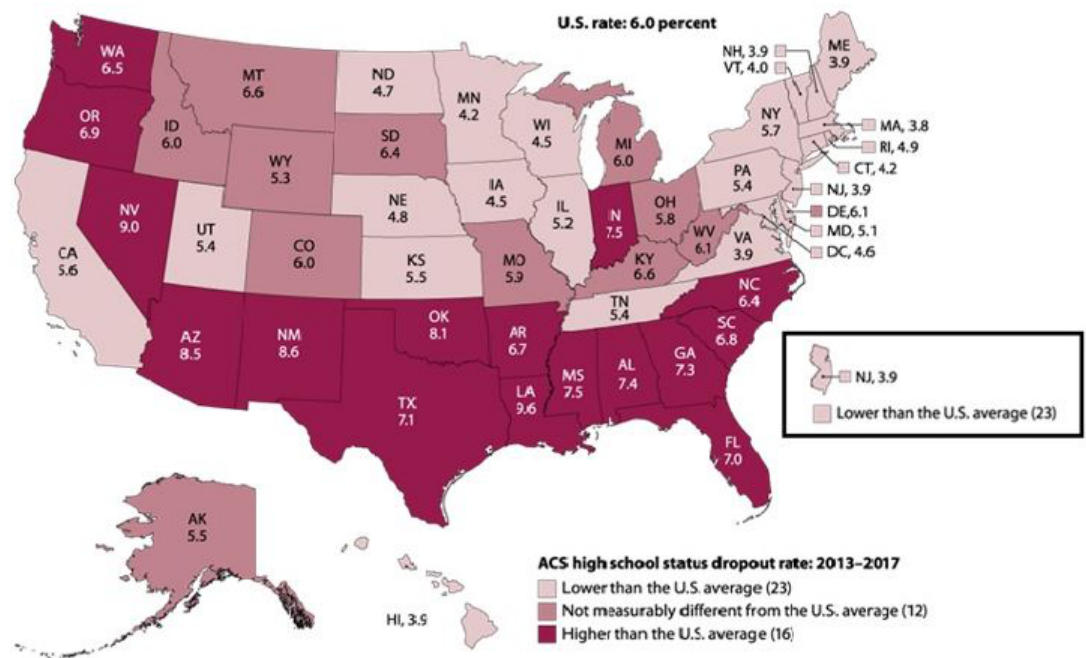 U.S. rate: 6.0 percent
WA
6.5
MT
6.6
ND
4.7
MN
4.2
NH, 3.9
VT, 4.0
ME
3.9
OR
6.9
ID
6.0
WY
5.3
SD
6.4
WI
4.5
MI
6.0
NY
5.7
MA, 3.8
RI, 4.9
CT, 4.2
NJ, 3.9
DE,6.1
MD, 5.1
DC, 4.6
NV
9.0
UT
5.4
CO
6.0
NE
4.8
IA
4.5
IL
5.2
IN
7.5
OH
5.8
PA
5.4
WV
6.1
VA
3.9
CA
5.6
KS
5.5
MO
5.9
KY
6.6
TN
5.4
NC
6.4
AZ
8.5
NM
8.6
OK
8.1
AR
6.7
SC
6.8
TX
7.1
LA
9.6
MS
7.5
AL
7.4
GA
7.3
FL
7.0
NJ, 3.9
Lower than the U.S. average (23)
AK
5.5
HI, 3.9
ACS high school status dropout rate: 2013–2017
Lower than the U.S. average (23)
Not measurably different from the U.S. average (12)
Higher than the U.S. average (16)